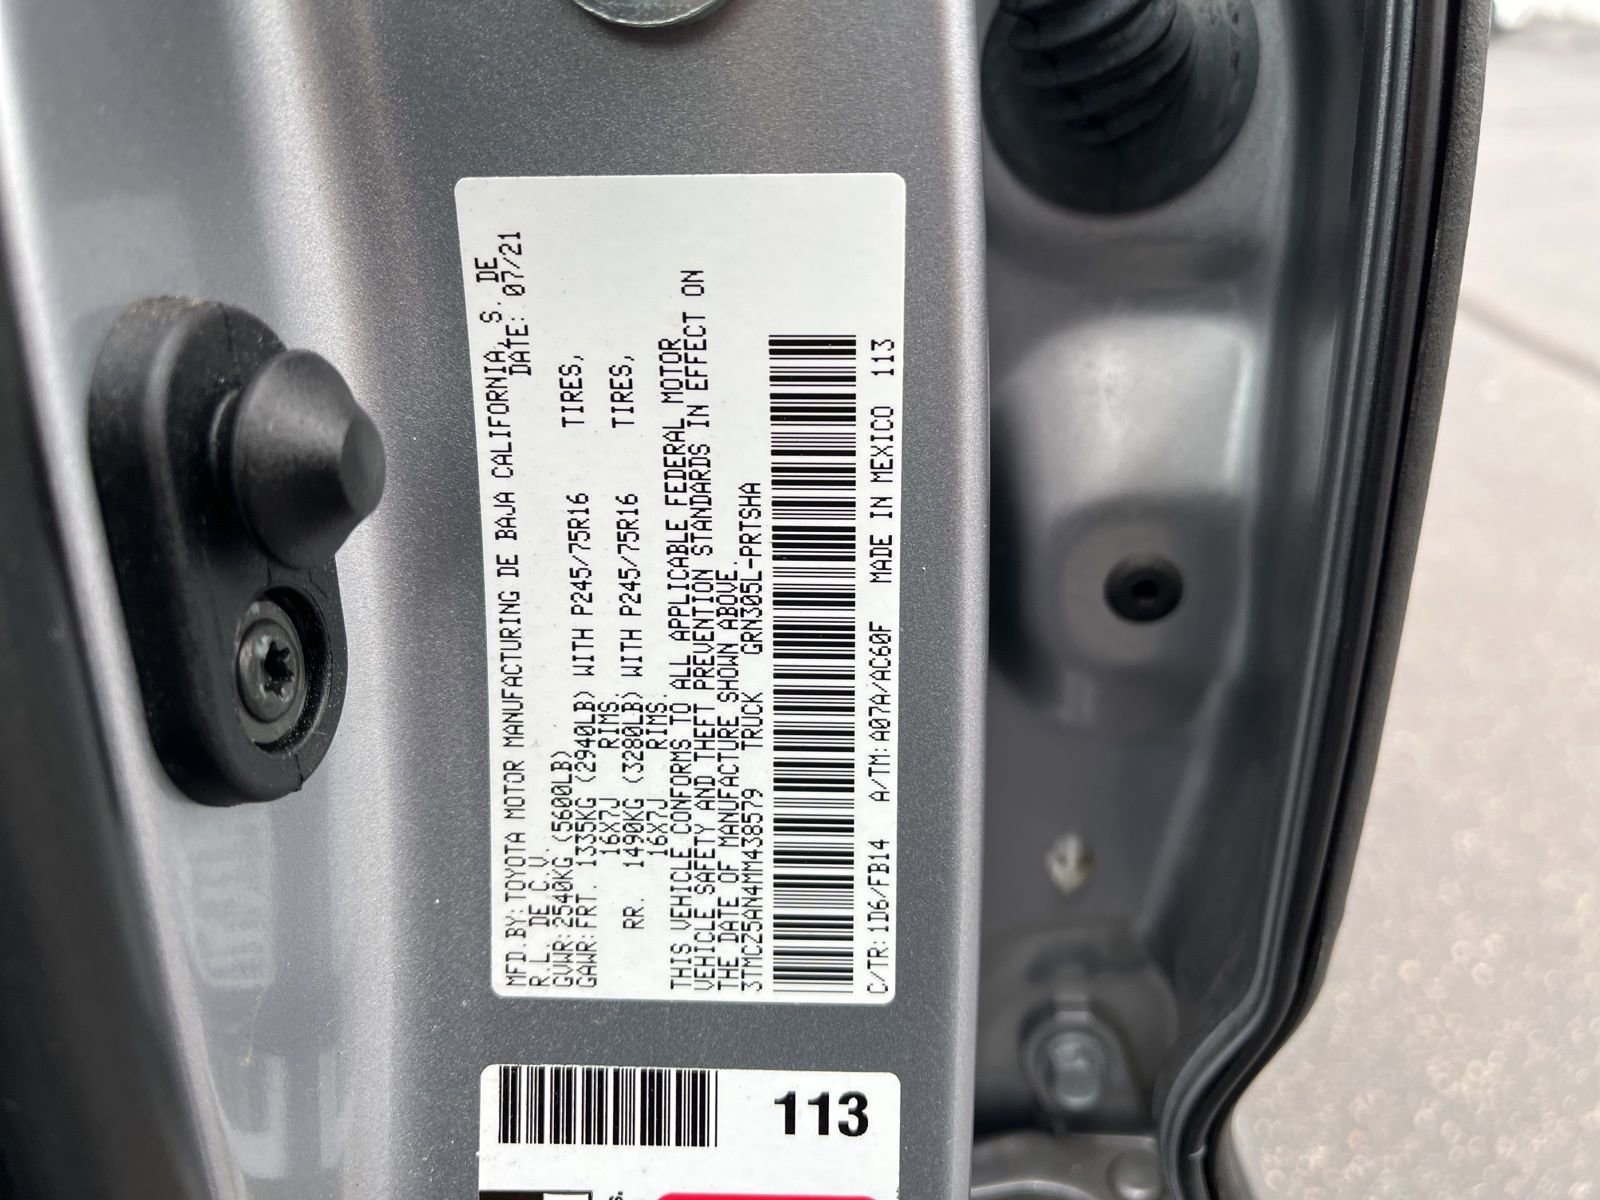 MFD.BY:TOYOTA MOTOR MANUFACTURING DE BAJA CALIFORNIA, S. DE
R.L. DE C.V. DATE: 07/21
GVWR:2540KG (5600LB)
GAWR:FRT. 1335KG (2940LB) WITH P245/75R16 TIRES,
16X7J RIMS
RR. 1490KG (3280LB) WITH P245/75R16 TIRES,
16X7J RIMS.
THIS VEHICLE CONFORMS TO ALL APPLICABLE FEDERAL MOTOR
VEHICLE SAFETY AND THEFT PREVENTION STANDARDS IN EFFECT ON
THE DATE OF MANUFACTURE SHOWN ABOVE.
3TMCZ5AN4MM438579 TRUCK GRN305L-PRTSHA
C/TR:1D6/FB14 A/TM:A07A/AC60F MADE IN MEXICO 113
113